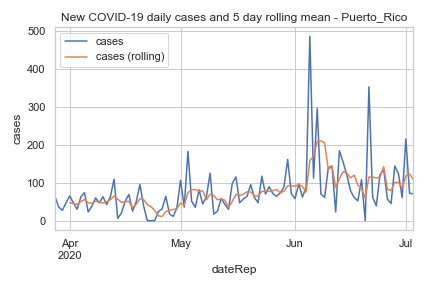 New COVID-19 daily cases and 5 day rolling mean - Puerto_Rico
cases
cases (rolling)
500
400
300
200
100
0
cases
Apr
2020
May
Jun
Jul
dateRep